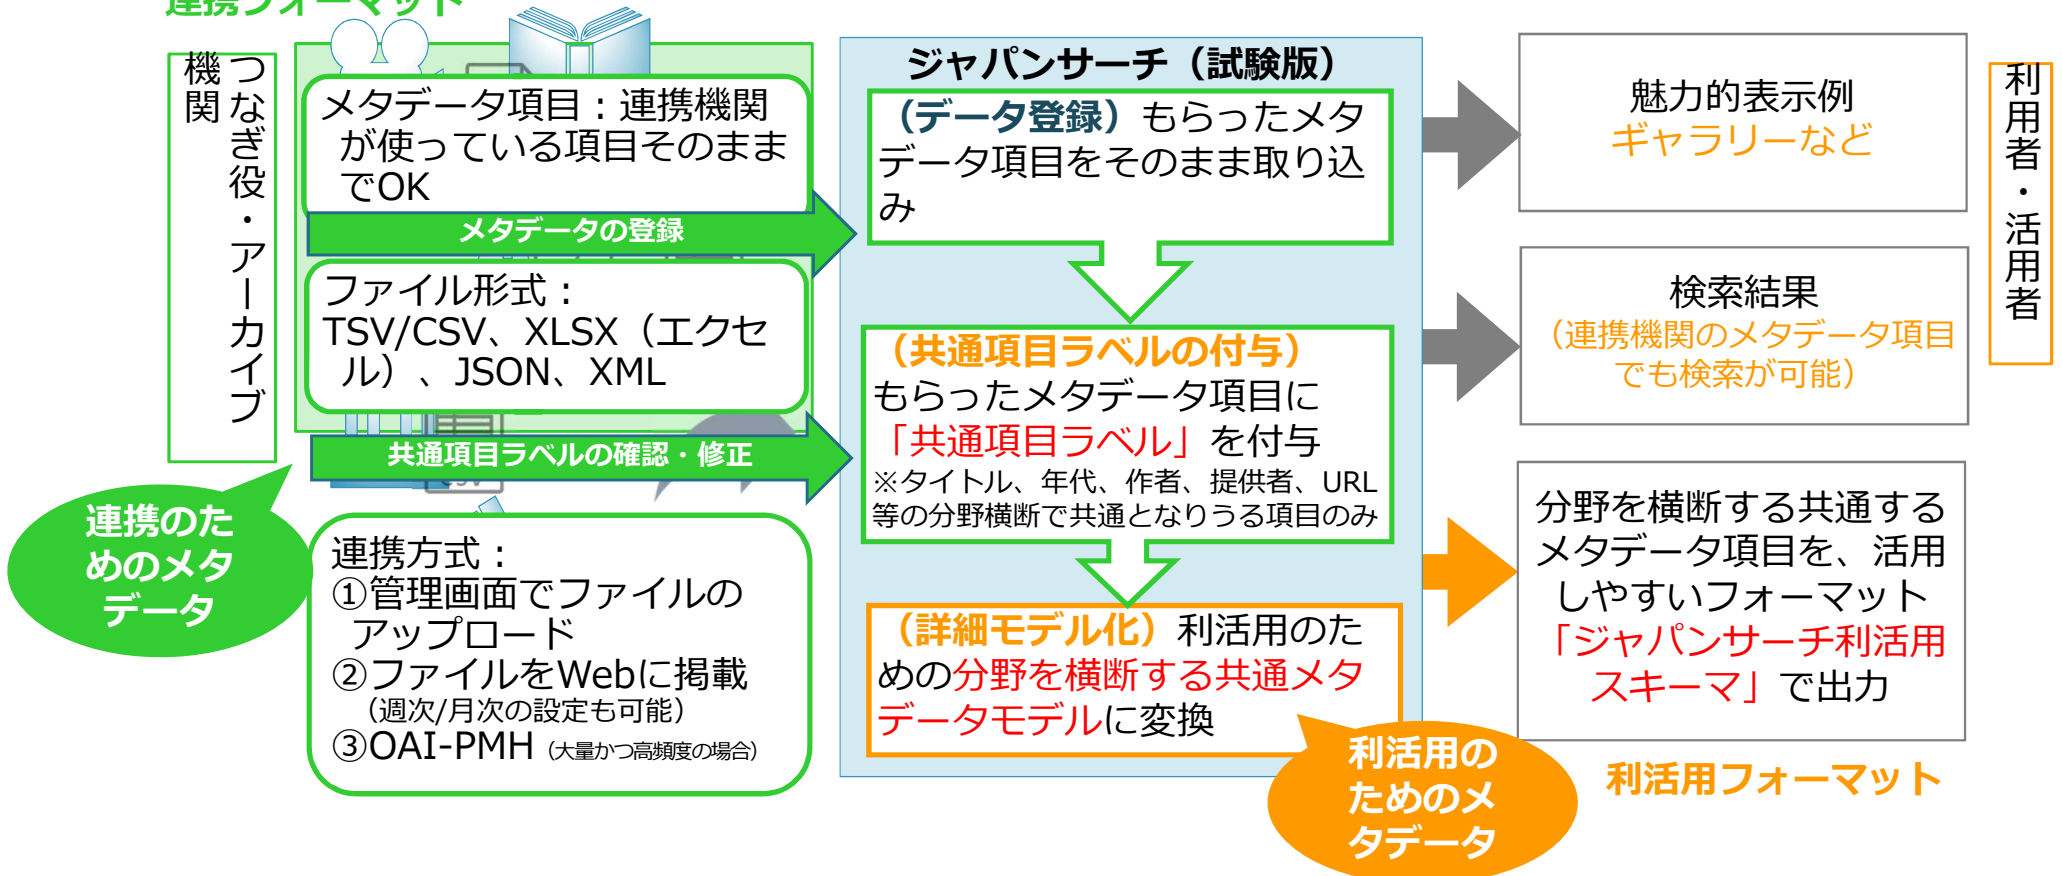 連携フォーマット
つなぎ役・アーカイブ
機関
メタデータ項目：連携機関
が使っている項目そのまま
でOK
メタデータの登録
ファイル形式：
TSV/CSV、XLSX（エクセ
ル）、JSON、XML
共通項目ラベルの確認・修正
CSV
連携のた
めのメタ
データ
連携方式：
①管理画面でファイルの
アップロード
②ファイルをWebに掲載
（週次/月次の設定も可能）
③OAI-PMH（大量かつ高頻度の場合）
ジャパンサーチ（試験版）
（データ登録）もらったメタ
データ項目をそのまま取り込
み
（共通項目ラベルの付与）
もらったメタデータ項目に
「共通項目ラベル」を付与
※タイトル、年代、作者、提供者、URL
等の分野横断で共通となりうる項目のみ
（詳細モデル化）利活用のた
めの分野を横断する共通メタ
データモデルに変換
利活用の
ためのメ
タデータ
魅力的表示例
ギャラリーなど
検索結果
（連携機関のメタデータ項目
でも検索が可能）
分野を横断する共通する
メタデータ項目を、活用
しやすいフォーマット
「ジャパンサーチ利活用
スキーマ」で出力
利活用フォーマット
利用者・活用者